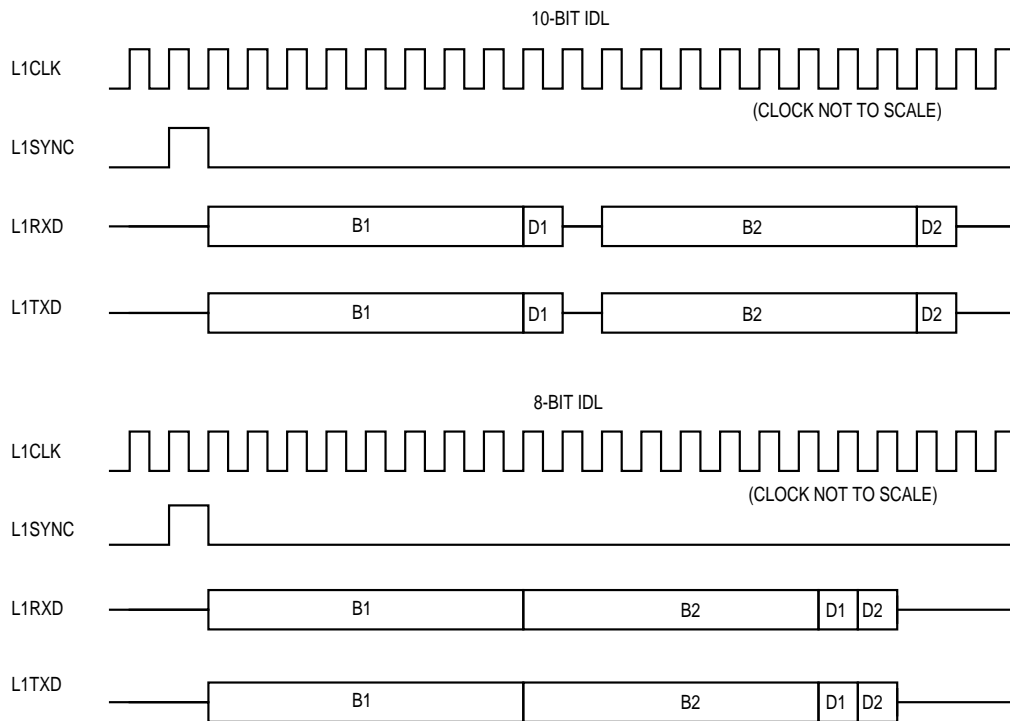 10-BIT IDL
L1CLK
(CLOCK NOT TO SCALE)
L1SYNC
L1RXD B1 D1 B2 D2
L1TXD B1 D1 B2 D2
8-BIT IDL
L1CLK
(CLOCK NOT TO SCALE)
L1SYNC
L1RXD B1 B2 D1 D2
L1TXD B1 B2 D1 D2